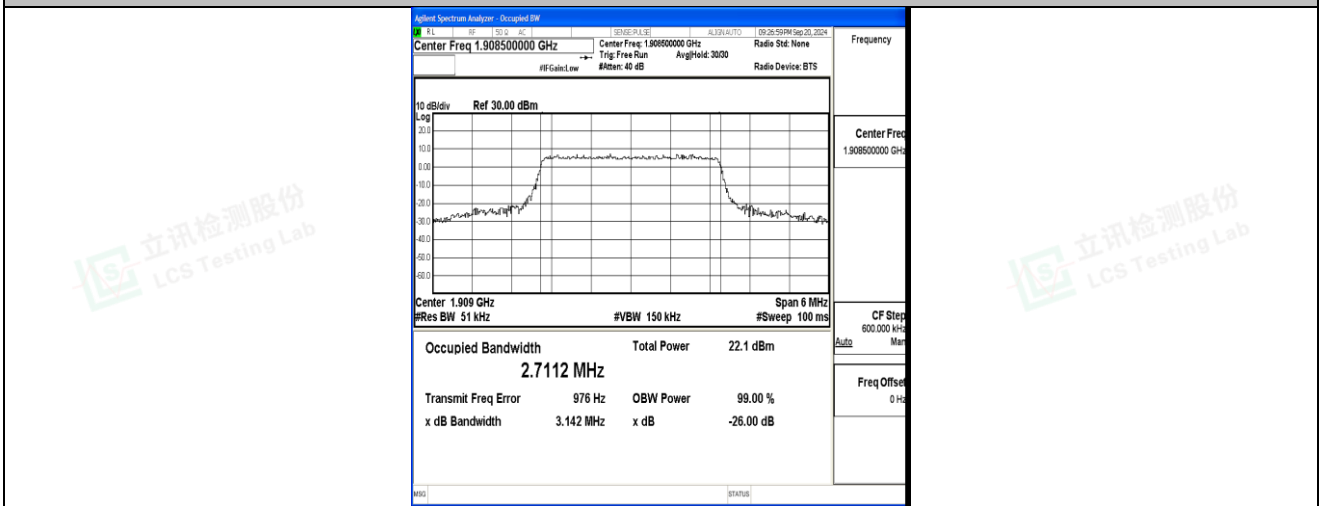 Agilent Spectrum Analyzer - Occupied BW
RL RF 50 Ω AC SENSE:PULSE ALIGN AUTO 09:26:59 PM Sep 20, 2024
Center Freq 1.908500000 GHz
Center Freq: 1.908500000 GHz
Radio Std: None
Trig: Free Run Avg|Hold: 30/30
#IFGain:Low
#Atten: 40 dB
Radio Device: BTS
Frequency
10 dB/div Ref 30.00 dBm
Log
20.0
10.0
0.00
-10.0
-20.0
-30.0
-40.0
-50.0
-60.0
Center Freq
1.908500000 GHz
Center 1.909 GHz Span 6 MHz
#Res BW 51 kHz #VBW 150 kHz #Sweep 100 ms
CF Step
600.000 kHz
Auto Man
Occupied Bandwidth Total Power 22.1 dBm
2.7112 MHz
Transmit Freq Error 976 Hz OBW Power 99.00 %
x dB Bandwidth 3.142 MHz x dB -26.00 dB
Freq Offset
0 Hz
MSG STATUS
立讯检测股份
LCS Testing Lab
立讯检测股份
LCS Testing Lab